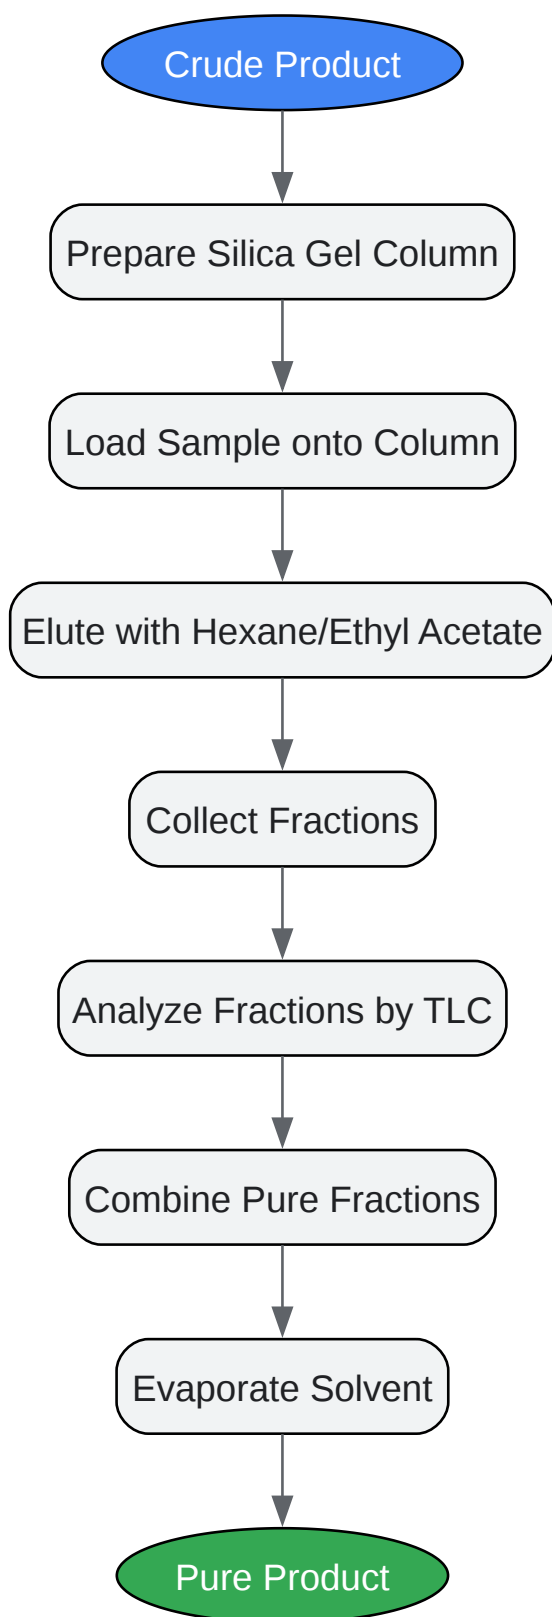 Crude Product
Prepare Silica Gel Column
Load Sample onto Column
Elute with Hexane/Ethyl Acetate
Collect Fractions
Analyze Fractions by TLC
Combine Pure Fractions
Evaporate Solvent
Pure Product